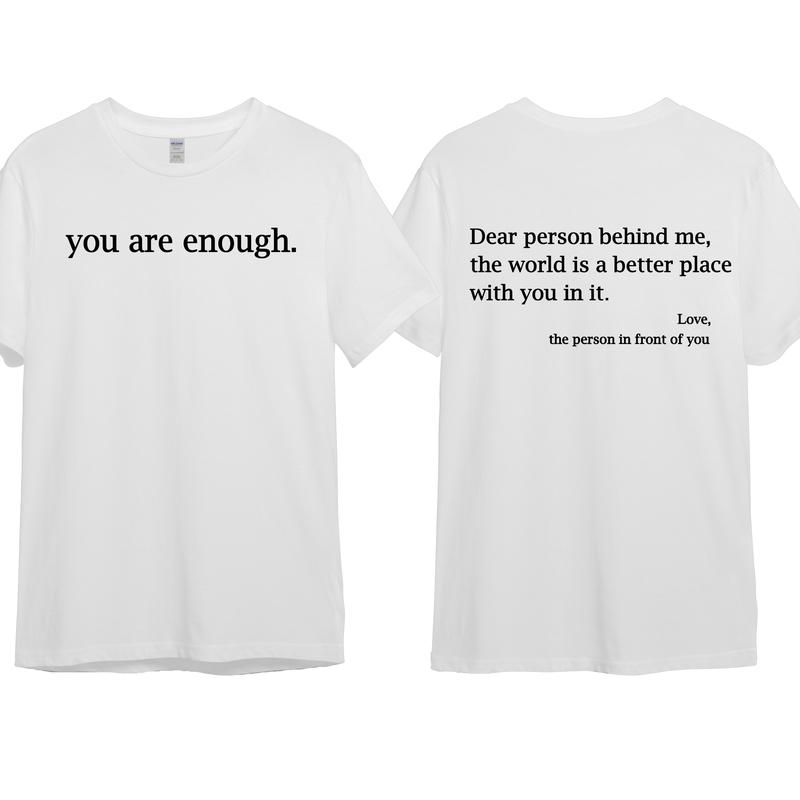 you are enough.
Dear person behind me,
the world is a better place
with you in it.
Love,
the person in front of you